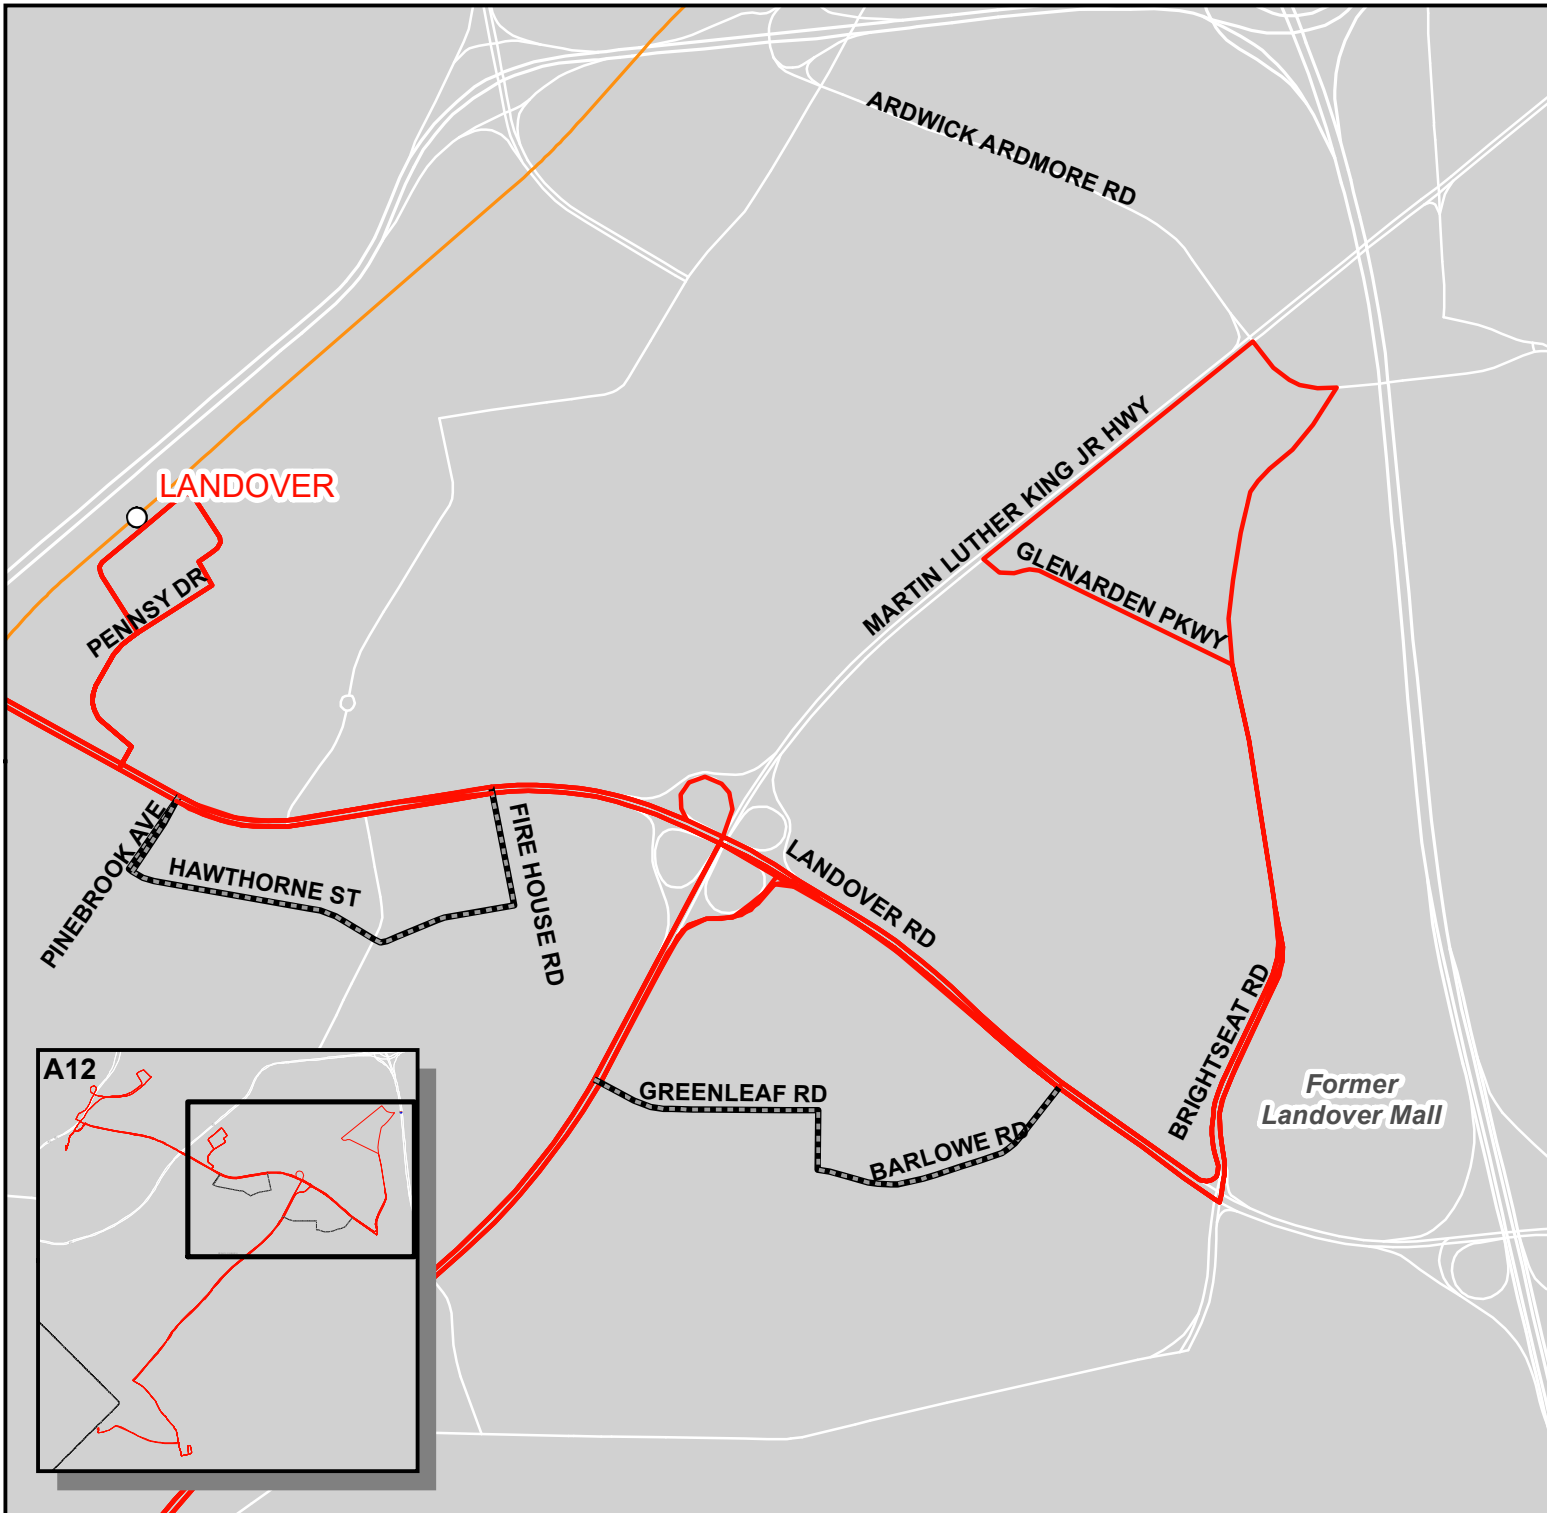 ARDWICK ARDMORE RD
MARTIN LUTHER KING JR HWY
LANDOVER
GLENARDEN PKWY
PENNSY DR
PINEBROOK AVE
HAWTHORNE ST
FIRE HOUSE RD
LANDOVER RD
BRIGHTSEAT RD
A12
GREENLEAF RD
BARLOWE RD
Former
Landover Mall